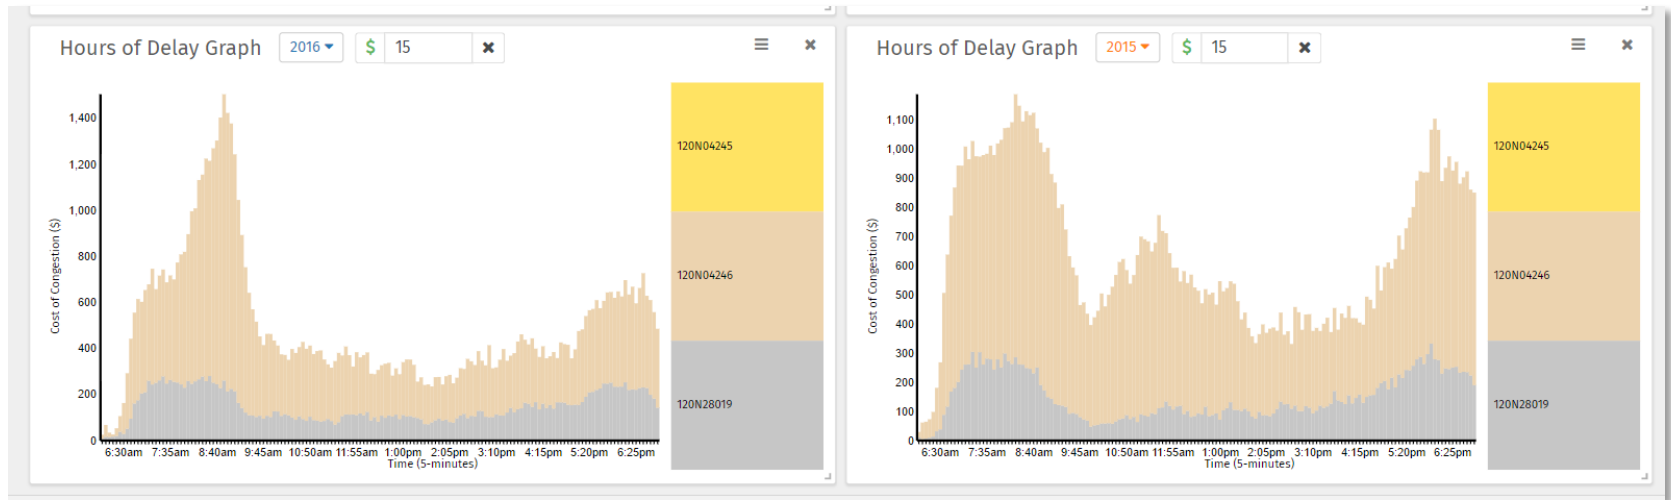 Hours of Delay Graph 2016 $ 15
1,400
1,200
1,000
800
600
400
200
0
Cost of Congestion ($)
6:30am 7:35am 8:40am 9:45am 10:50am 11:55am 1:00pm 2:05pm 3:10pm 4:15pm 5:20pm 6:25pm
Time (5-minutes)
120N04245
120N04246
120N28019
Hours of Delay Graph 2015 $ 15
1,100
1,000
900
800
700
600
500
400
300
200
100
0
Cost of Congestion ($)
6:30am 7:35am 8:40am 9:45am 10:50am 11:55am 1:00pm 2:05pm 3:10pm 4:15pm 5:20pm 6:25pm
Time (5-minutes)
120N04245
120N04246
120N28019